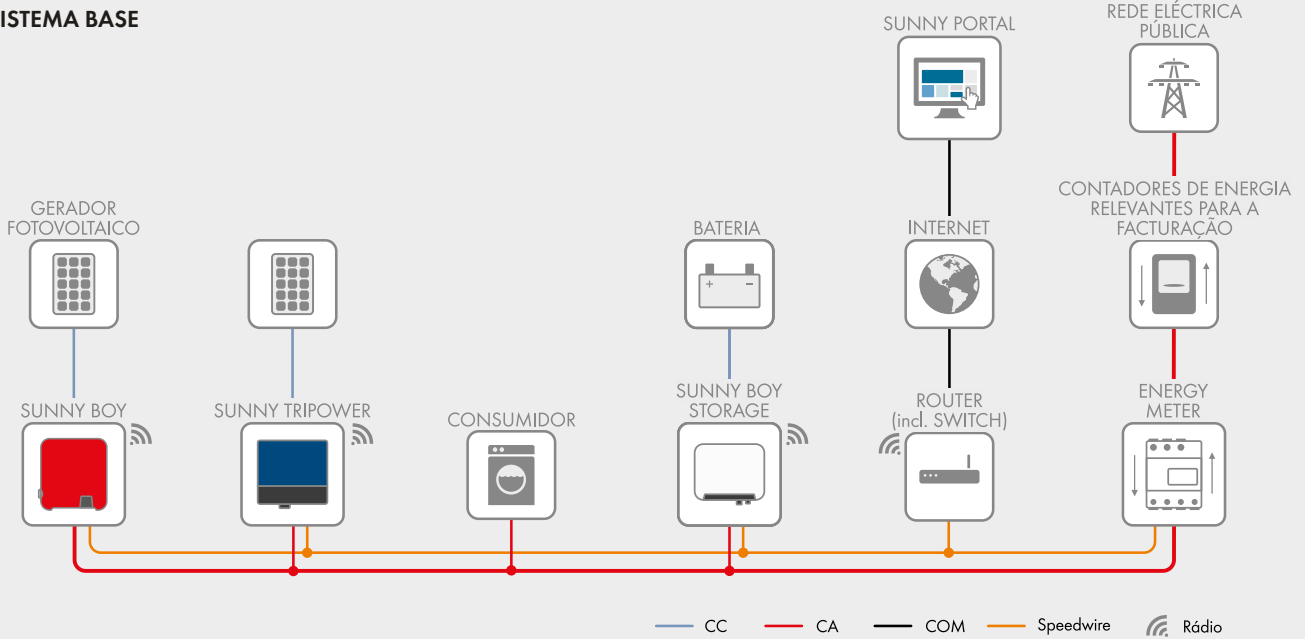 ISTEMA BASE
SUNNY PORTAL
REDE ELÉCTRICA
PÚBLICA
GERADOR
FOTOVOLTAICO
BATERIA
INTERNET
CONTADORES DE ENERGIA
RELEVANTES PARA A
FACTURAÇÃO
+ −
SUNNY BOY
SUNNY TRIPOWER
CONSUMIDOR
SUNNY BOY
STORAGE
ROUTER
(incl. SWITCH)
ENERGY
METER
CC
CA
COM
Speedwire
Rádio